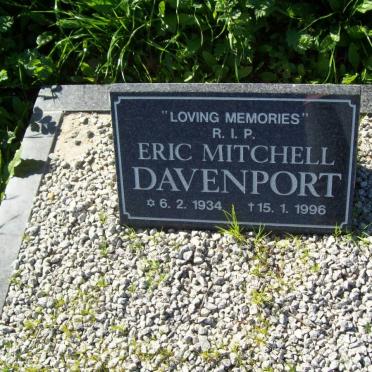 "LOVING MEMORIES"
R. I. P.
ERIC MITCHELL
DAVENPORT
✡ 6. 2. 1934 † 15. 1. 1996